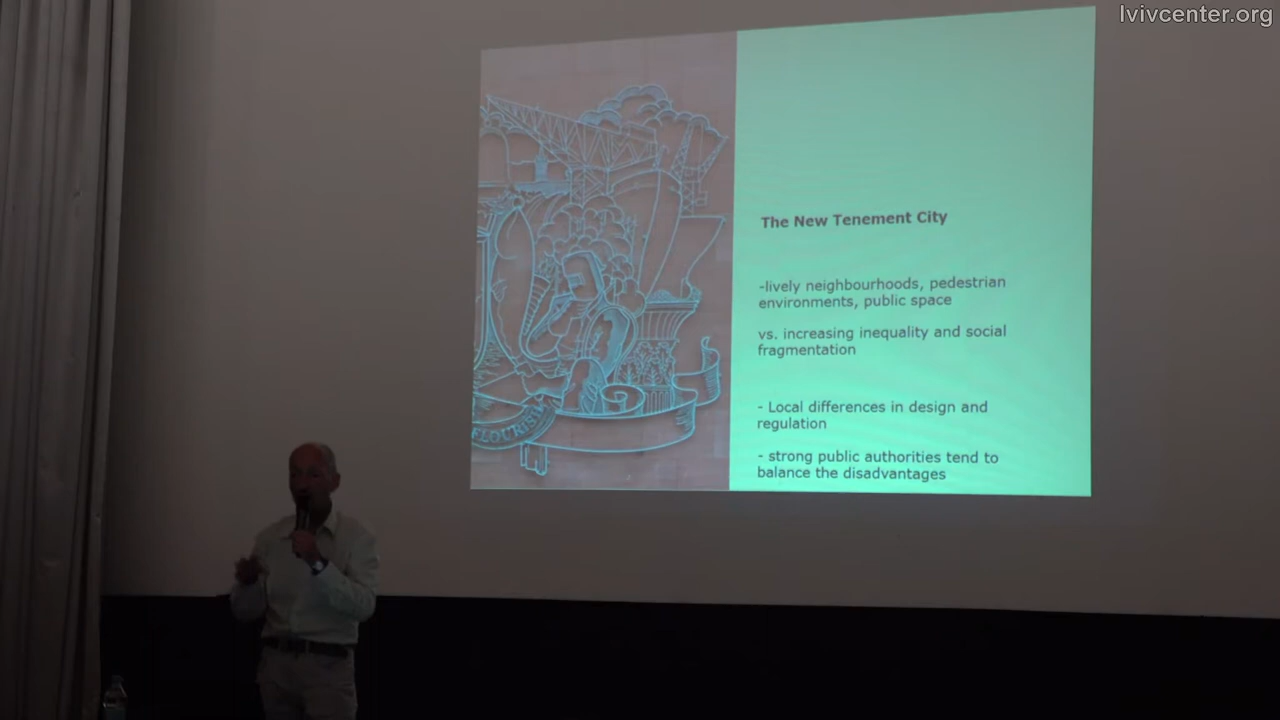 lvivcenter.org
The New Tenement City
-lively neighbourhoods, pedestrian
environments, public space
vs. increasing inequality and social
fragmentation
- Local differences in design and
regulation
- strong public authorities tend to
balance the disadvantages
FLOURISH